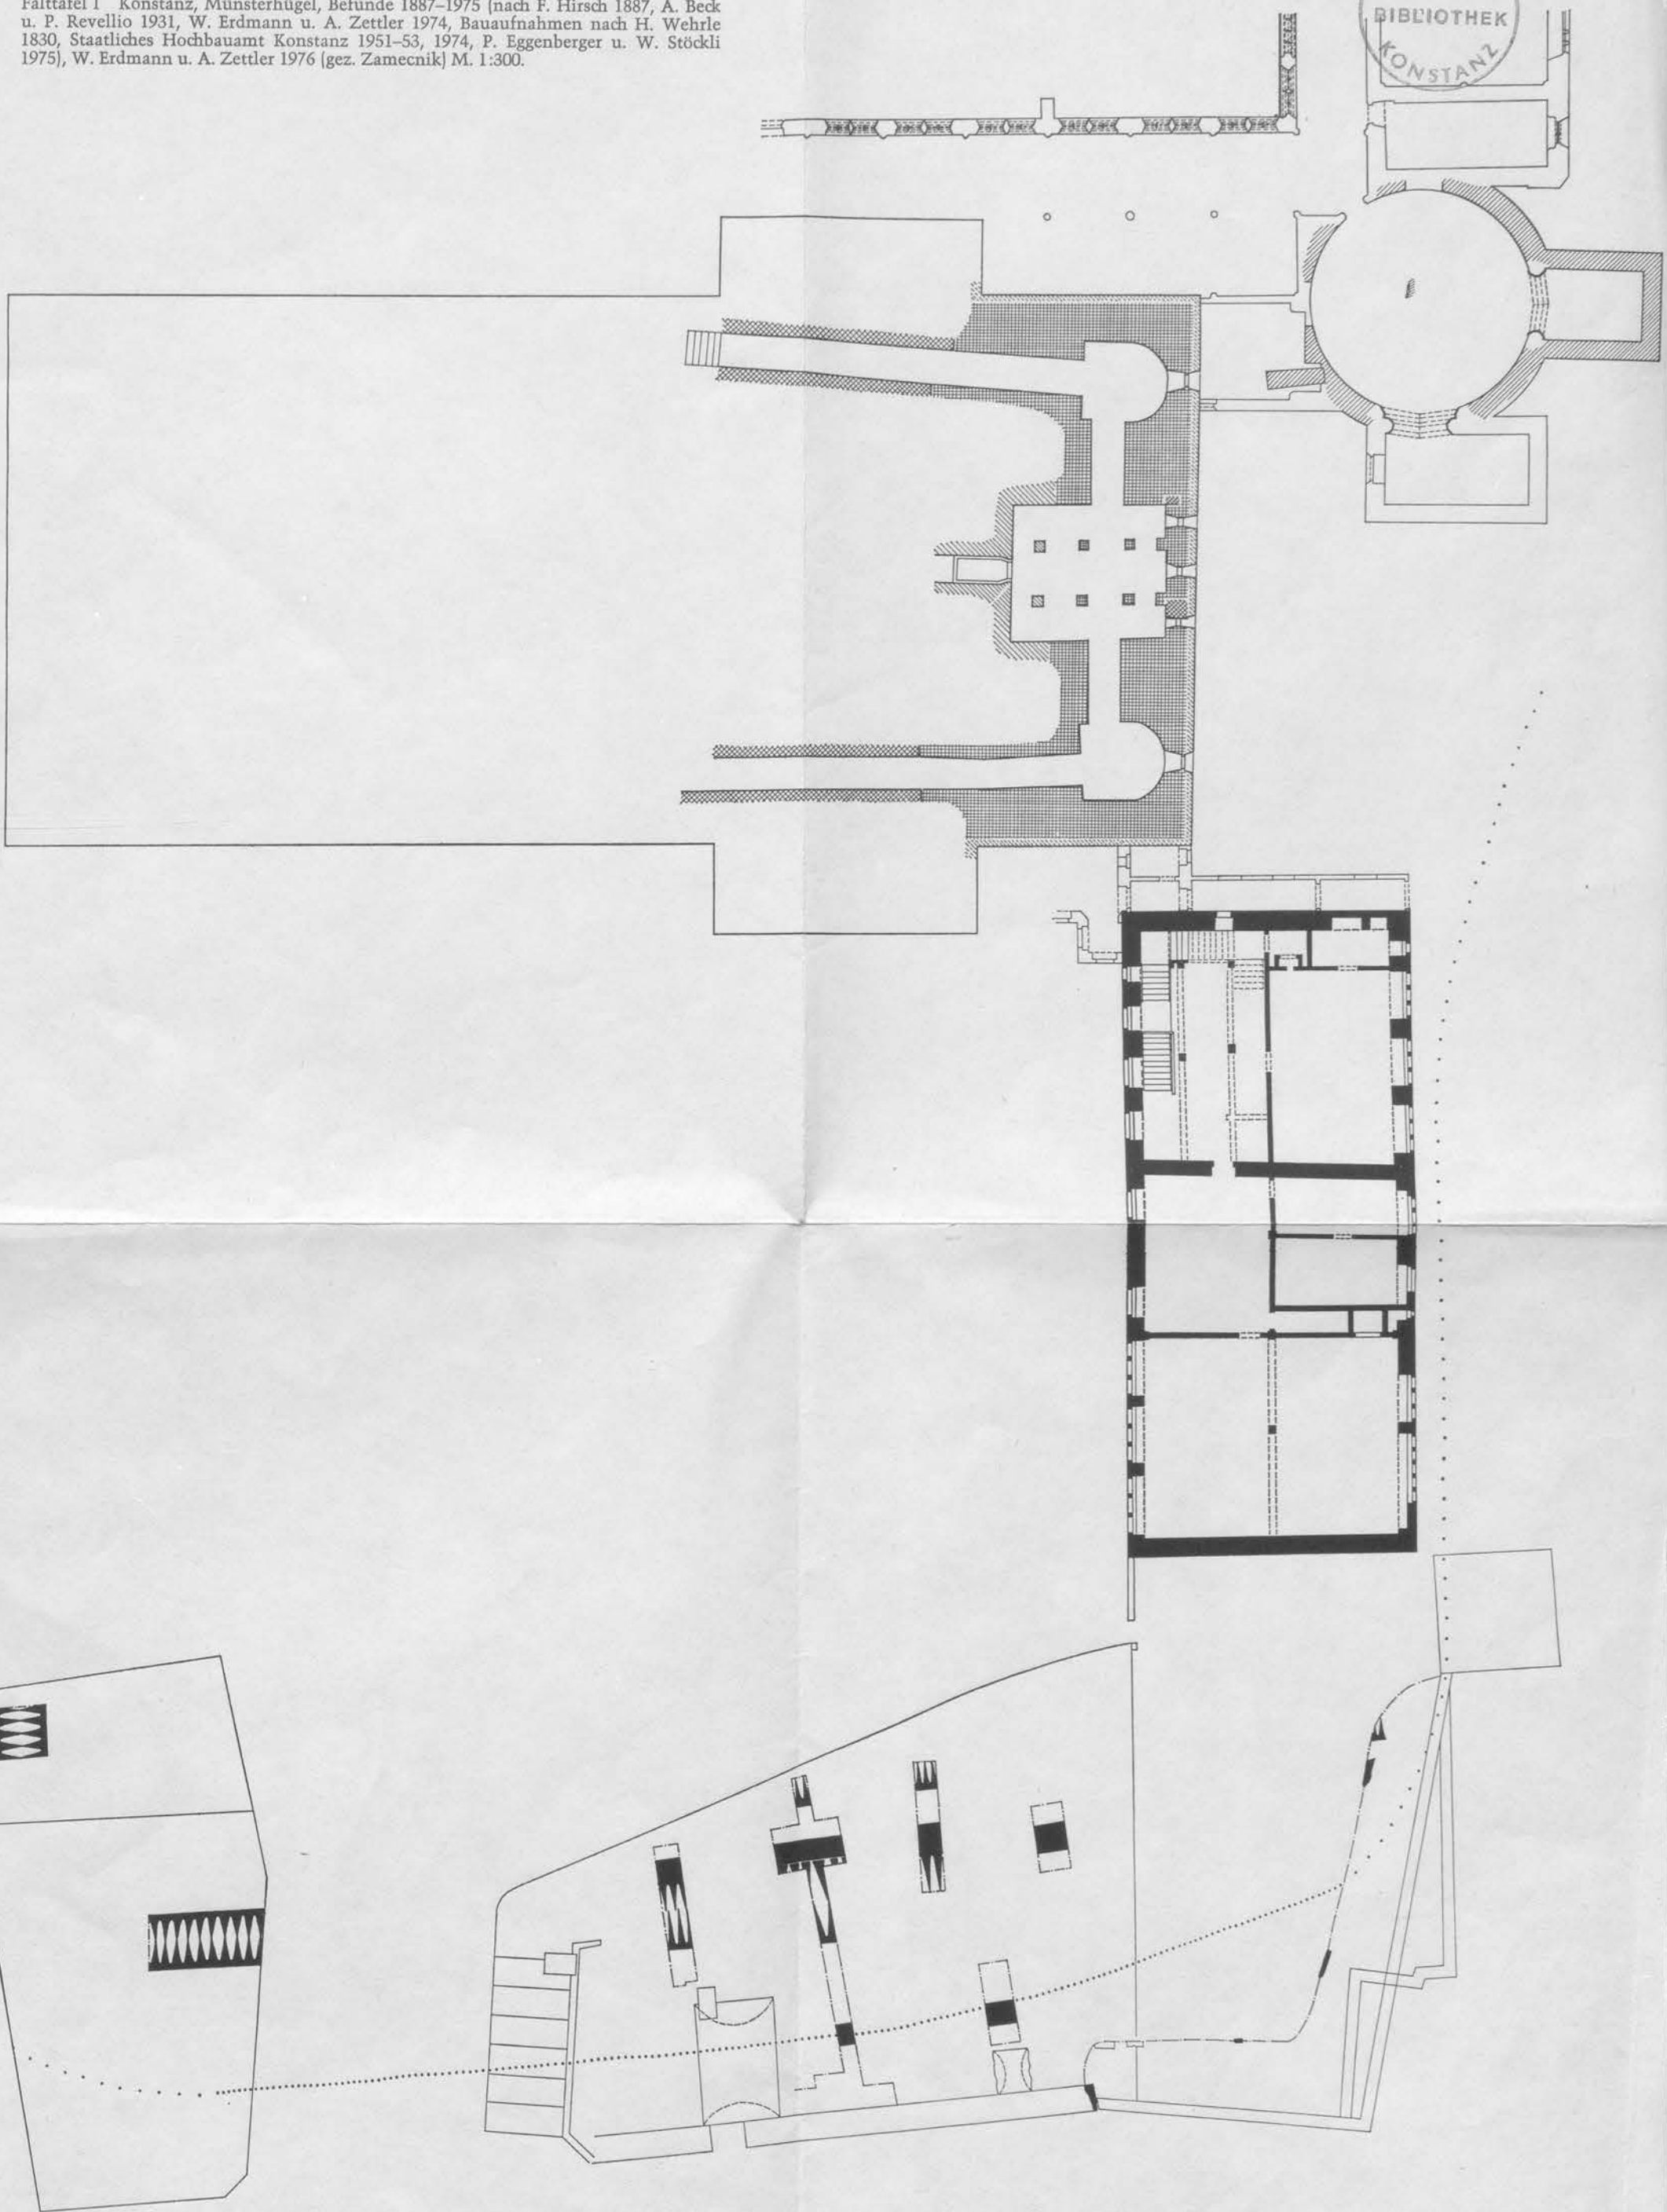 Falttafel 1 Konstanz, Münsterhügel, Befunde 1887–1975 (nach F. Hirsch 1887, A. Beck
u. P. Revellio 1931, W. Erdmann u. A. Zettler 1974, Bauaufnahmen nach H. Wehrle
1830, Staatliches Hochbauamt Konstanz 1951–53, 1974, P. Eggenberger u. W. Stöckli
1975), W. Erdmann u. A. Zettler 1976 (gez. Zamecnik) M. 1:300.
BIBLIOTHEK
KONSTANZ